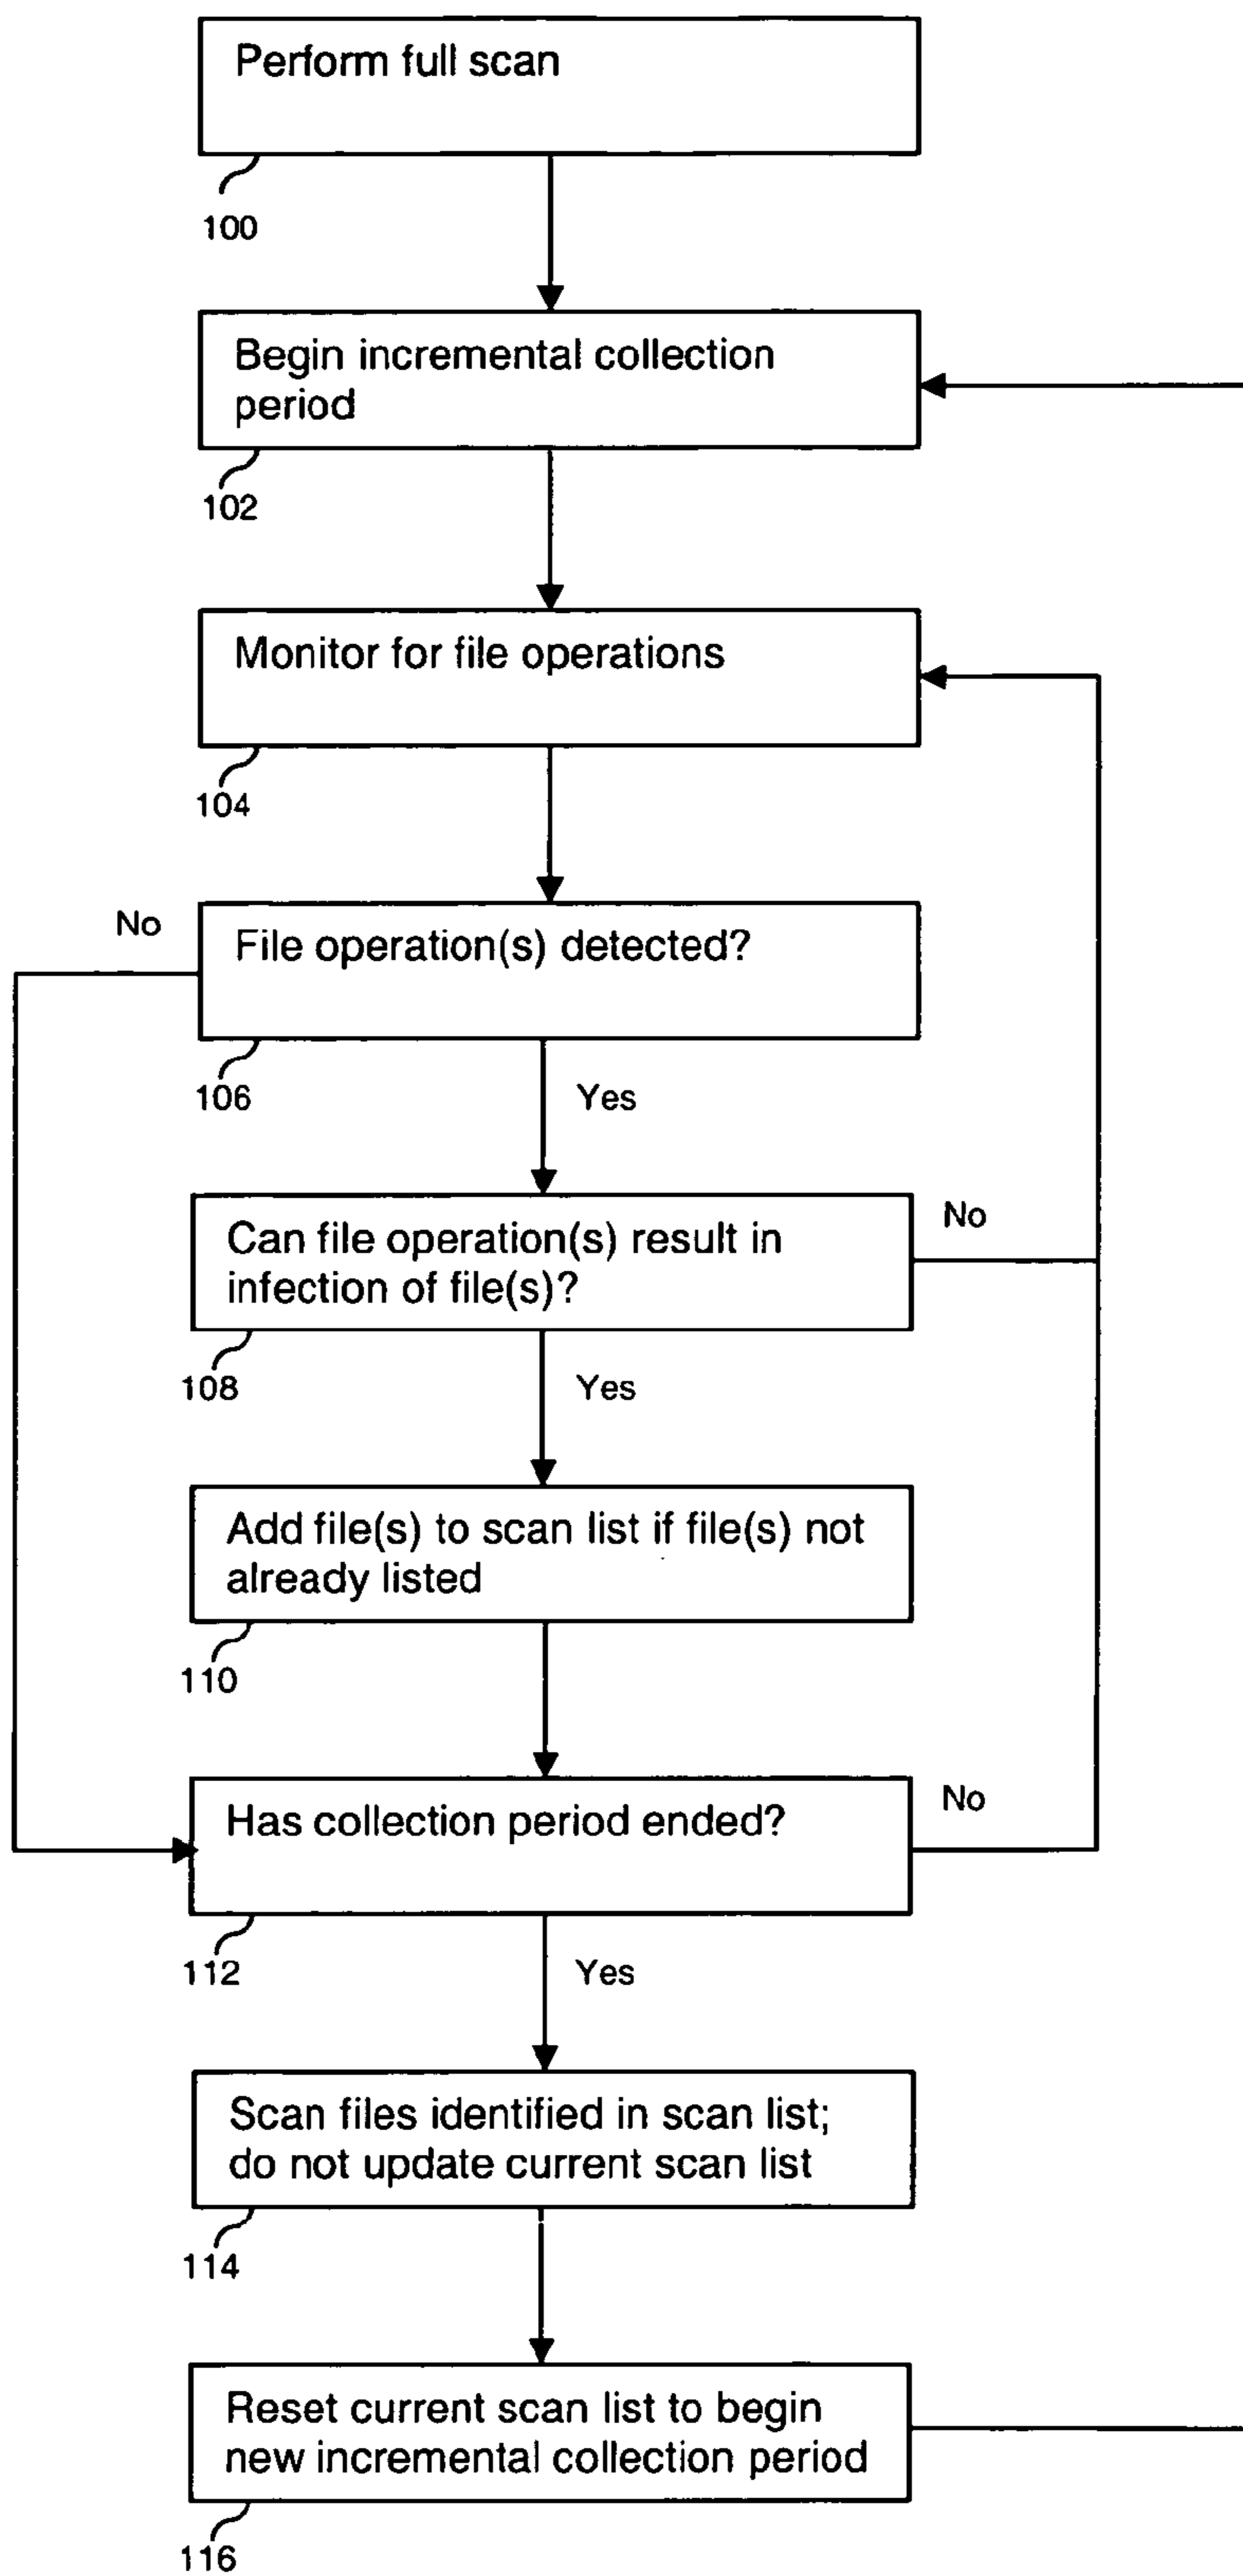 Perform full scan
100
Begin incremental collection
period
102
Monitor for file operations
104
No
File operation(s) detected?
106
Yes
Can file operation(s) result in
infection of file(s)?
No
108
Yes
Add file(s) to scan list if file(s) not
already listed
110
Has collection period ended?
No
112
Yes
Scan files identified in scan list;
do not update current scan list
114
Reset current scan list to begin
new incremental collection period
116